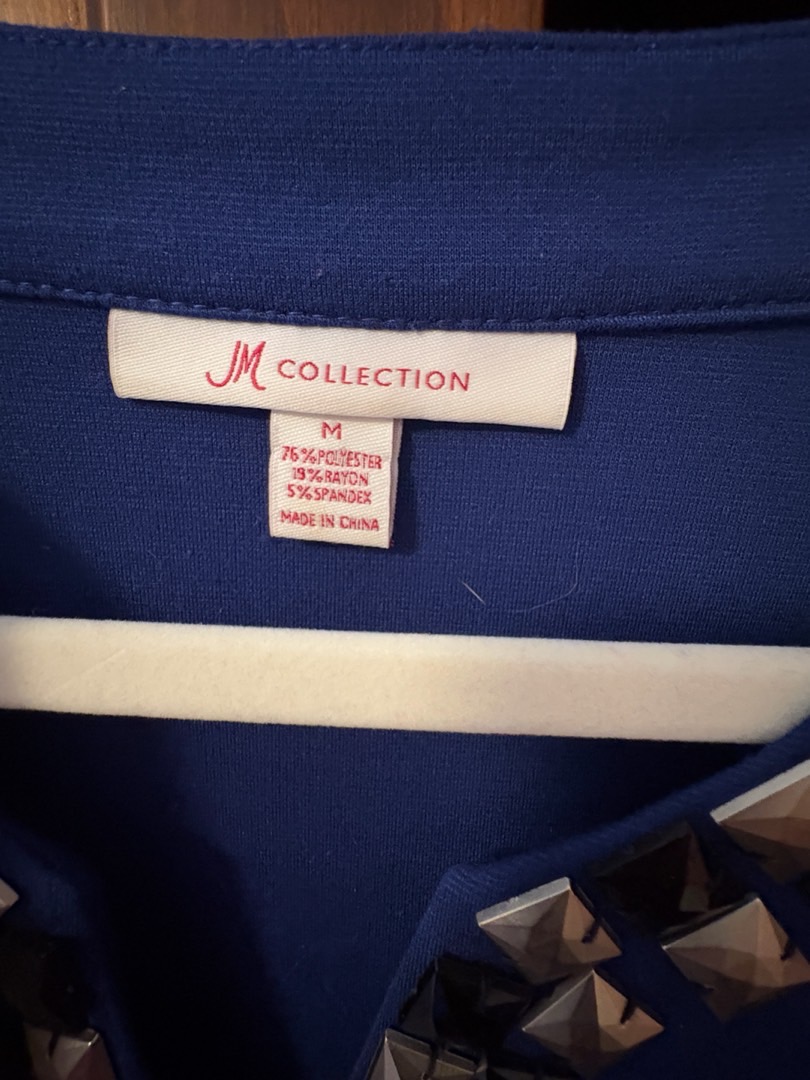 JM COLLECTION
M
76%POLYESTER
19%RAYON
5%SPANDEX
MADE IN CHINA